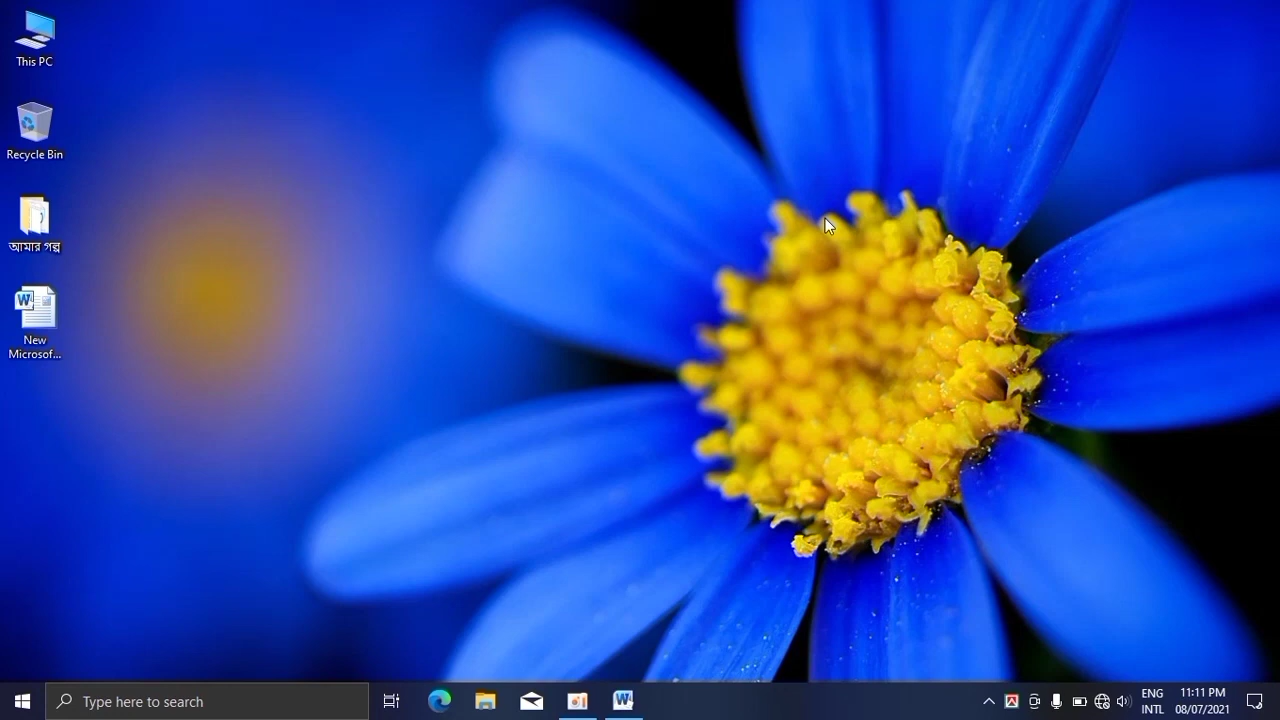 This PC
Recycle Bin
আমার গল্প
New
Microsof...
Type here to search
ENG
INTL
11:11 PM
08/07/2021